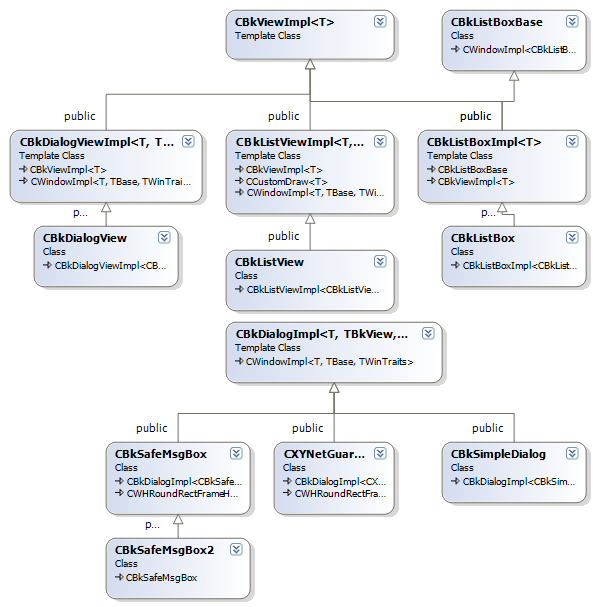 CBkViewImpl<T>
Template Class
CBkListBoxBase
Class
CWindowImpl<CBkListB...
public
public
public
CBkDialogViewImpl<T, T...
Template Class
CBkViewImpl<T>
CWindowImpl<T, TBase, TWinTrai...
CBkListViewImpl<T,...
Template Class
CBkViewImpl<T>
CCustomDraw<T>
CWindowImpl<T, TBase, TWi...
CBkListBoxImpl<T>
Template Class
CBkListBoxBase
CBkViewImpl<T>
p...
public
p...
CBkDialogView
Class
CBkDialogViewImpl<CB...
CBkListView
Class
CBkListViewImpl<CBkListVie...
CBkListBox
Class
CBkListBoxImpl<CBkList...
CBkDialogImpl<T, TBkView,...
Template Class
CWindowImpl<T, TBase, TWinTraits>
public
public
public
CBkSafeMsgBox
Class
CBkDialogImpl<CBkSafe...
CWHRoundRectFrameH...
CXYNetGuar...
Class
CBkDialogImpl<CX...
CWHRoundRectFra...
CBkSimpleDialog
Class
CBkDialogImpl<CBkSim...
p...
CBkSafeMsgBox2
Class
CBkSafeMsgBox